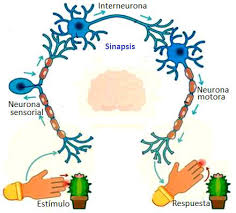 Interneurona
Sinapsis
Neurona
sensorial
Neurona
motora
Estímulo
Respuesta